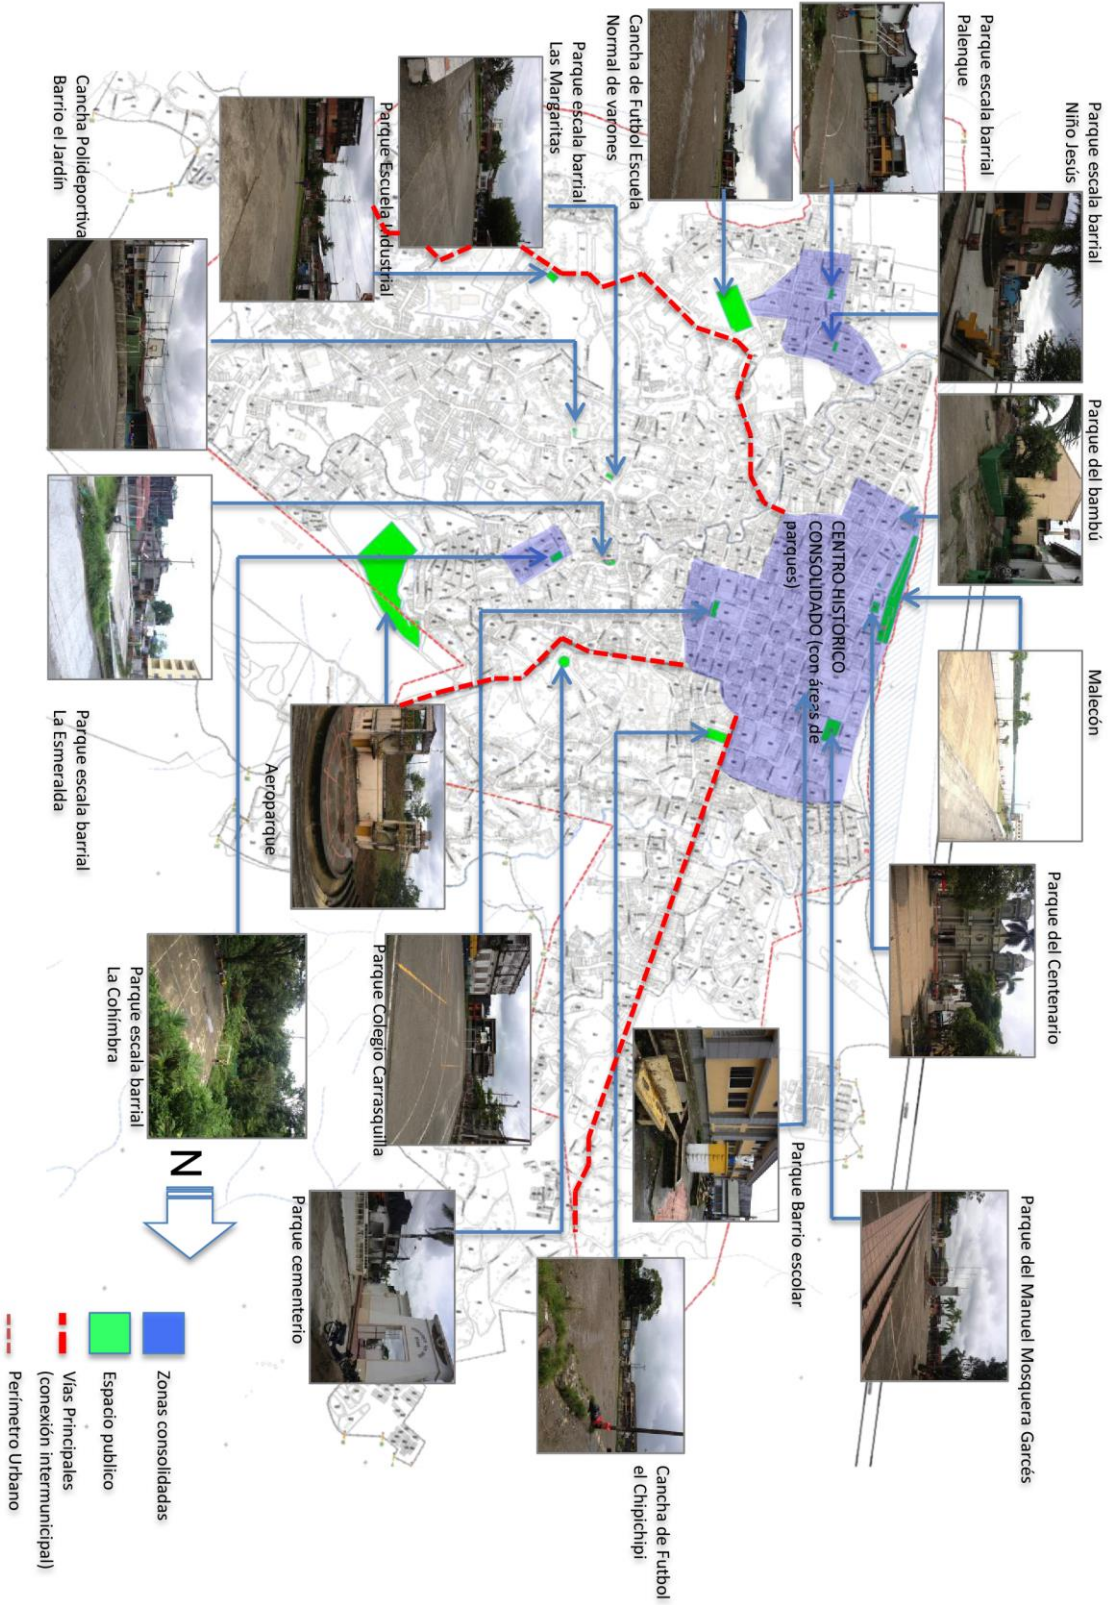 Parque escala barrial
Niño Jesús
Parque del bambú
Malecón
Parque del Centenario
Parque del Manuel Mosquera Garcés
Parque escala barrial
Palenque
Parque Barrio escolar
Cancha de Futbol Escuela
Normal de varones
Parque escala barrial
Las Margaritas
CENTRO HISTORICO
CONSOLIDADO (con áreas de
parques)
Cancha de Futbol
el Chipichipi
Parque Escuela Industrial
Parque Colegio Carrasquilla
Parque cementerio
Aeroparque
Cancha Polideportiva
Barrio el Jardín
Parque escala barrial
La Esmeralda
Parque escala barrial
La Cohímbra
N
Zonas consolidadas
Espacio publico
Vías Principales
(conexión intermunicipal)
Perímetro Urbano